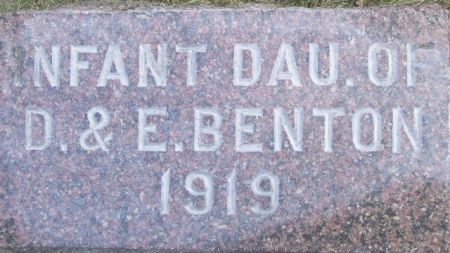 INFANT DAU. OF
D. & E. BENTON
1919